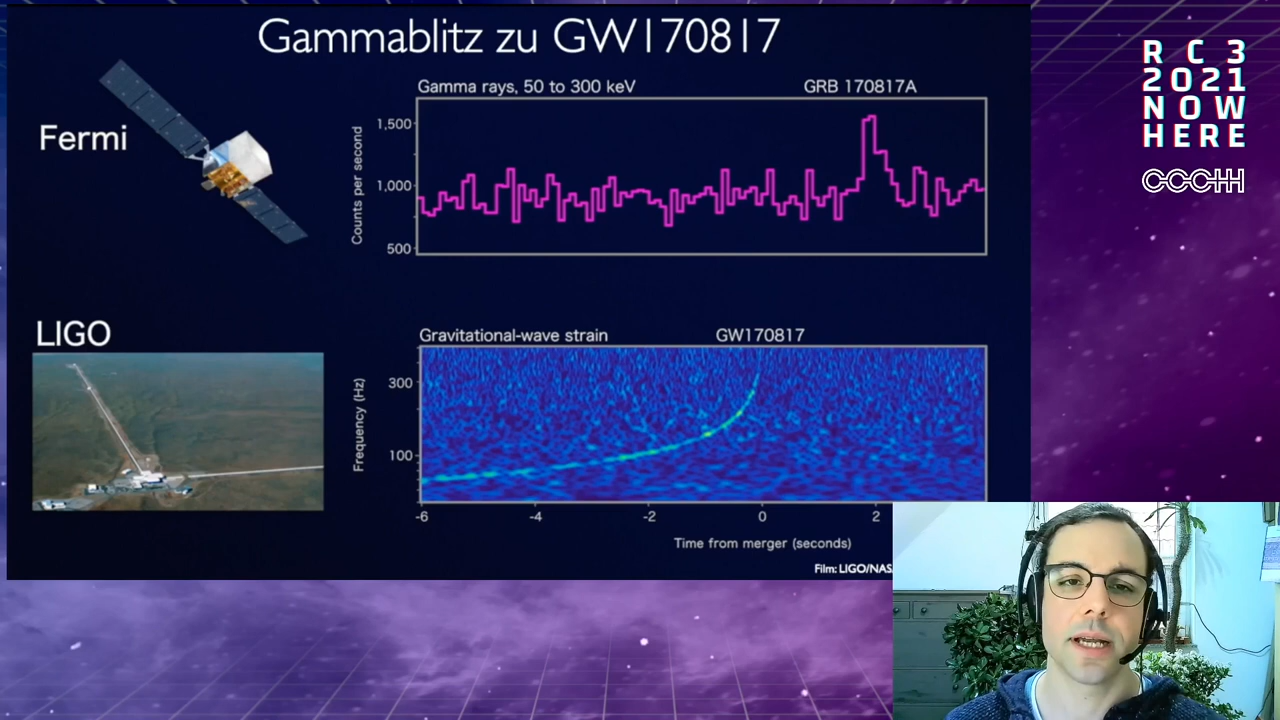 Gammablitz zu GW170817
Fermi
Gamma rays, 50 to 300 keV
GRB 170817A
Counts per second
1,500
1,000
500
LIGO
Gravitational-wave strain
GW170817
Frequency (Hz)
300
100
-6
-4
-2
0
2
Time from merger (seconds)
Film: LIGO/NAS
R C 3
2021
NOW
HERE
CCCHH